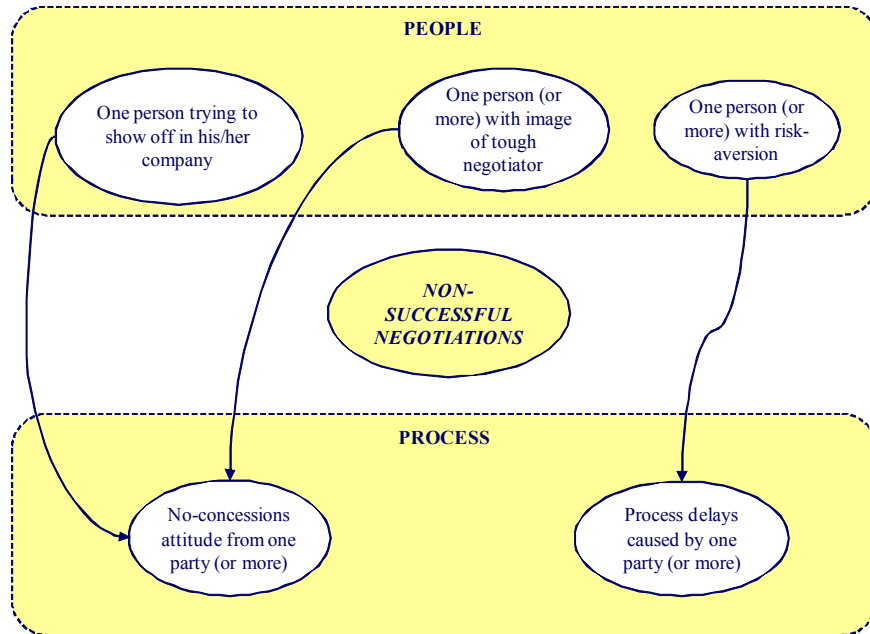 PEOPLE
One person trying to
show off in his/her
company
One person (or
more) with image
of tough
negotiator
One person (or
more) with risk-
aversion
NON-
SUCCESSFUL
NEGOTIATIONS
PROCESS
No-concessions
attitude from one
party (or more)
Process delays
caused by one
party (or more)